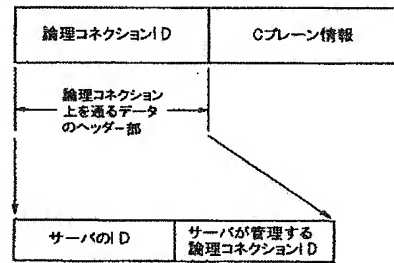 論理コネクションID
Cプレーン情報
論理コネクション
上を通るデータ
のヘッダー部
サーバのID
サーバが管理する
論理コネクションID